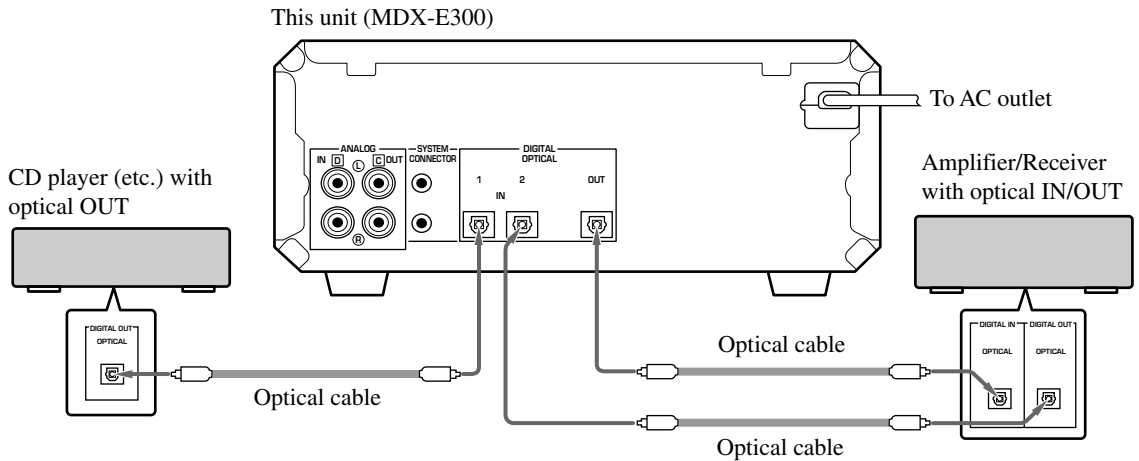 This unit (MDX-E300)
To AC outlet
ANALOG
IN D C OUT
L
R
SYSTEM
CONNECTOR
DIGITAL
OPTICAL
1 2 OUT
IN
CD player (etc.) with
optical OUT
DIGITAL OUT
OPTICAL
Optical cable
Amplifier/Receiver
with optical IN/OUT
DIGITAL IN DIGITAL OUT
OPTICAL OPTICAL
Optical cable
Optical cable